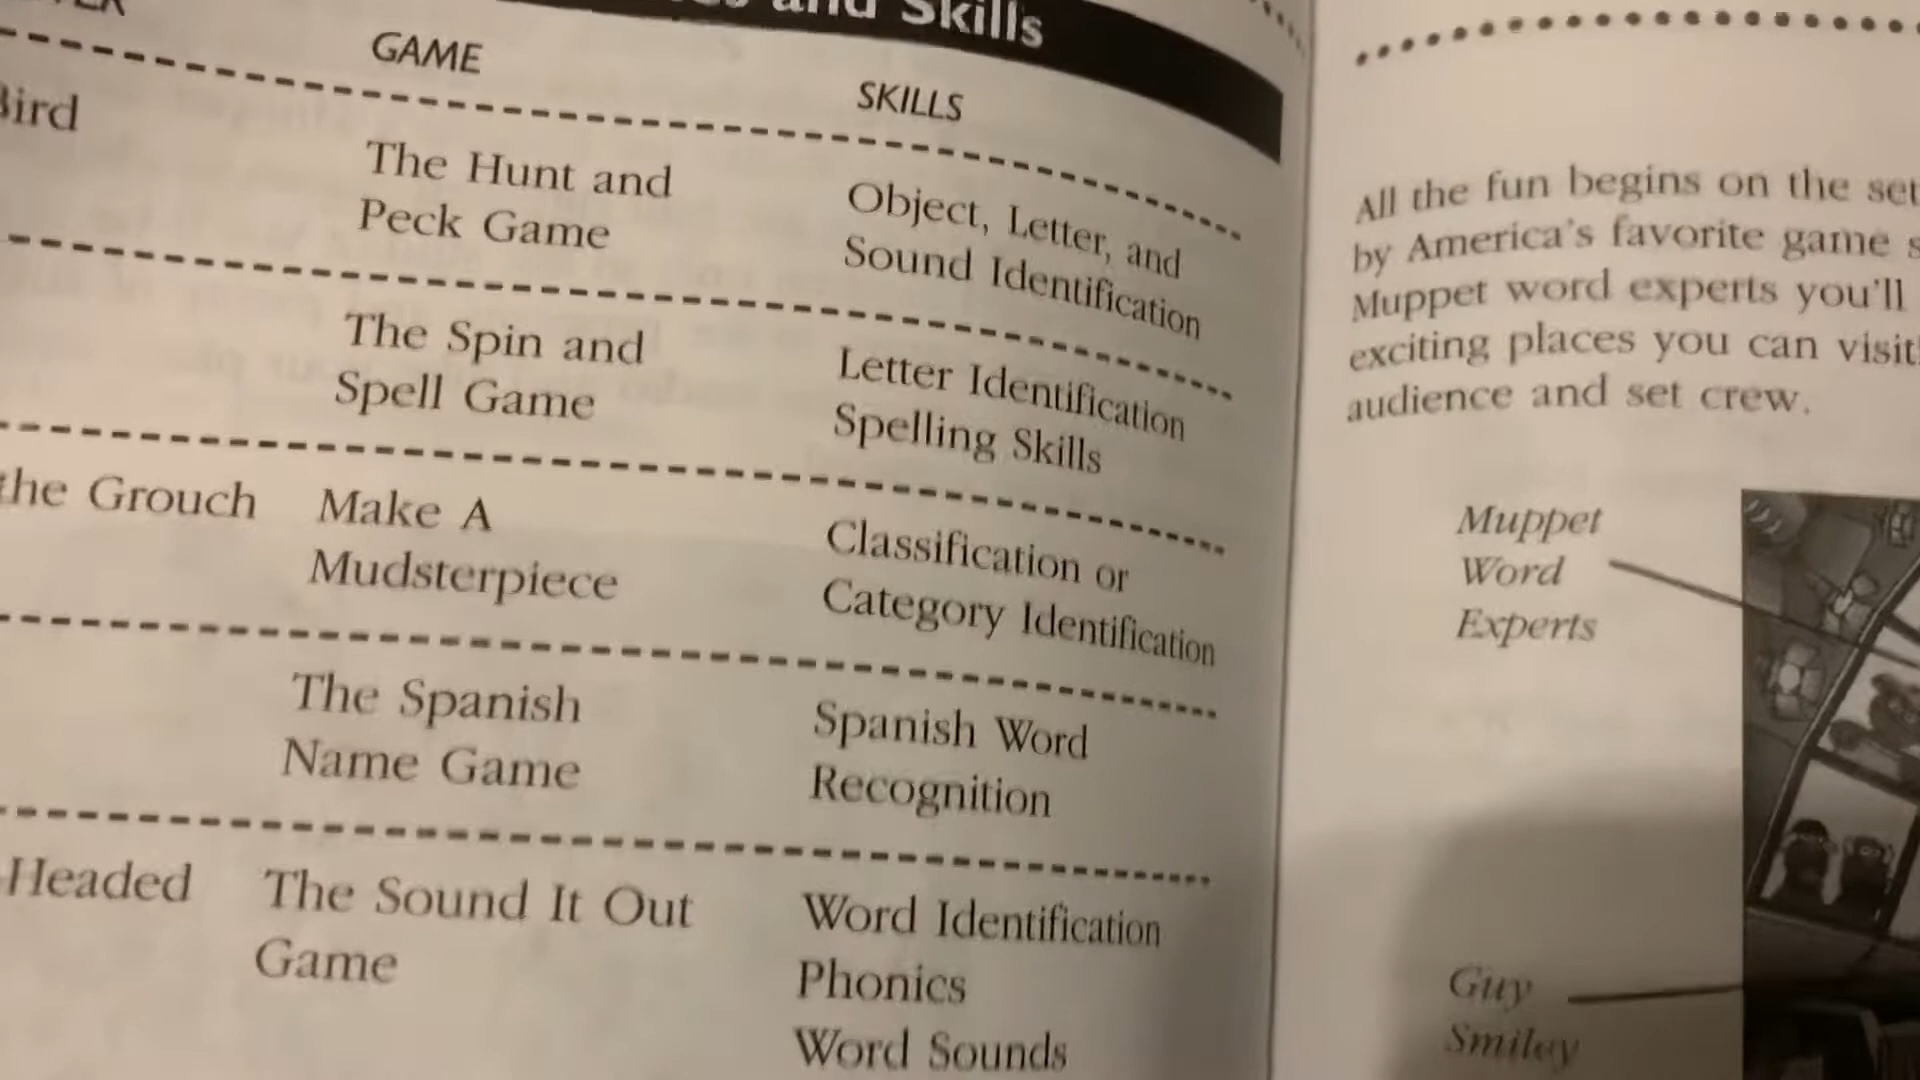 and Skills
GAME
SKILLS
The Hunt and
Peck Game
Object, Letter, and
Sound Identification
The Spin and
Spell Game
Letter Identification
Spelling Skills
the Grouch
Make A
Mudsterpiece
Classification or
Category Identification
The Spanish
Name Game
Spanish Word
Recognition
Headed
The Sound It Out
Game
Word Identification
Phonics
Word Sounds
All the fun begins on the set
by America's favorite game
Muppet word experts you'll
exciting places you can visit
audience and set crew.
Muppet
Word
Experts
Guy
Smiley